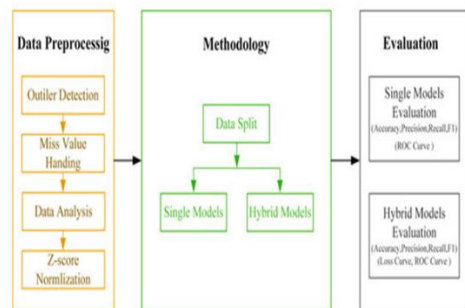 Data Preprocessig
Outiler Detection
Miss Value
Handing
Data Analysis
Z-score
Normlization
Methodology
Data Split
Single Models
Hybrid Models
Evaluation
Single Models
Evaluation
(Accuracy,Precision,Recall,F1)
(ROC Curve )
Hybrid Models
Evaluation
(Accuracy,Precision,Recall,F1)
(Loss Curve, ROC Curve )